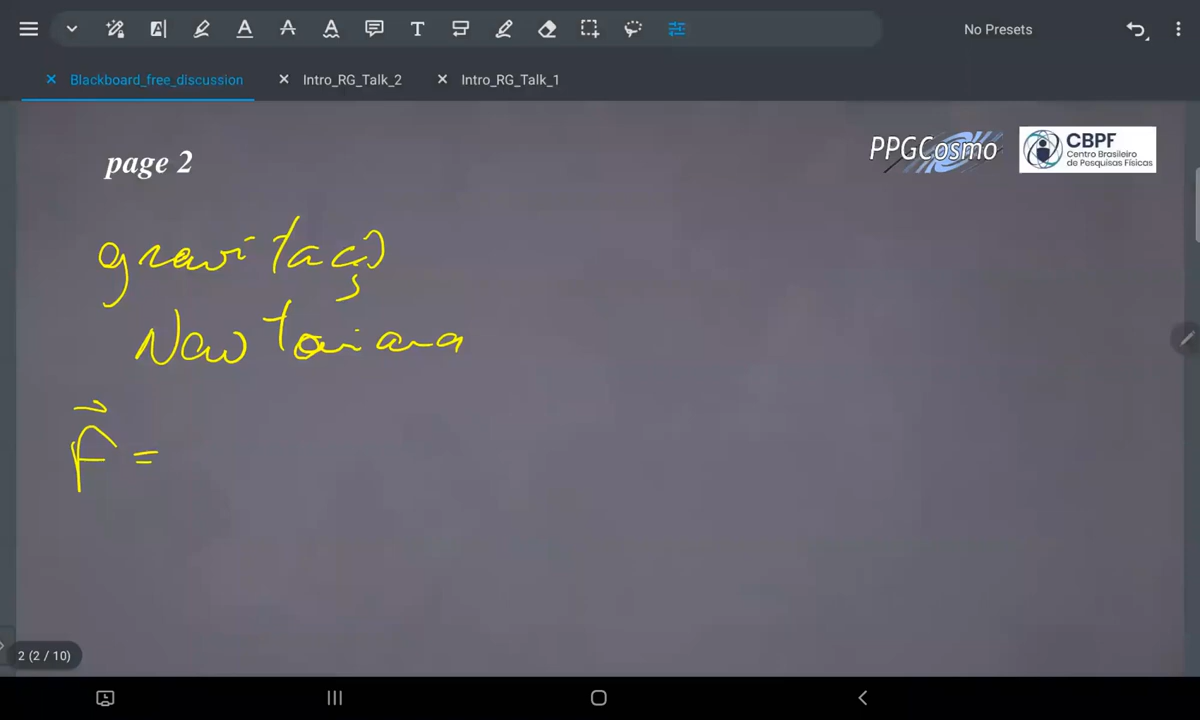 No Presets
Blackboard_free_discussion
Intro_RG_Talk_2
Intro_RG_Talk_1
page 2
PPGCosmo
CBPF
Centro Brasileiro
de Pesquisas Físicas
gravitação
Newtoniana
F⃗ =
2 (2 / 10)